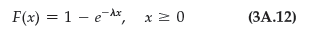 F(x) = 1 − e^{−λx}, x ≥ 0 (3A.12)